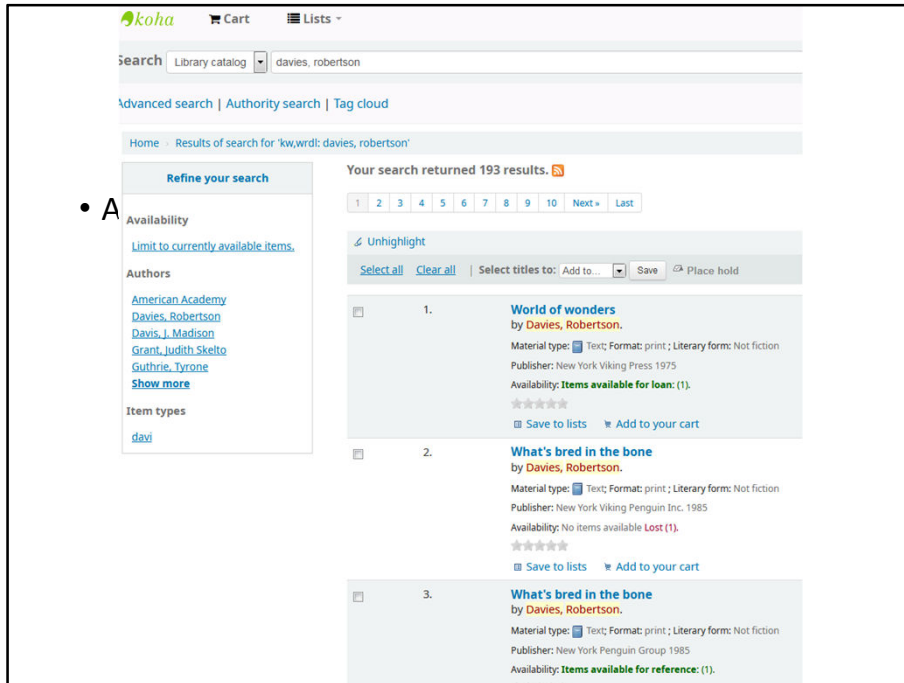 koha Cart Lists
Search Library catalog davies, robertson
Advanced search | Authority search | Tag cloud
Home Results of search for 'kw,wrdl: davies, robertson'
Refine your search
• A
Availability
Limit to currently available items.
Authors
American Academy
Davies, Robertson
Davis, J. Madison
Grant, Judith Skelto
Guthrie, Tyrone
Show more
Item types
davi
Your search returned 193 results.
1 2 3 4 5 6 7 8 9 10 Next» Last
Unhighlight
Select all Clear all | Select titles to: Add to... Save Place hold
1. World of wonders
by Davies, Robertson.
Material type: Text; Format: print ; Literary form: Not fiction
Publisher: New York Viking Press 1975
Availability: Items available for loan: (1).
Save to lists Add to your cart
2. What's bred in the bone
by Davies, Robertson.
Material type: Text; Format: print ; Literary form: Not fiction
Publisher: New York Viking Penguin Inc. 1985
Availability: No items available Lost (1).
Save to lists Add to your cart
3. What's bred in the bone
by Davies, Robertson.
Material type: Text; Format: print ; Literary form: Not fiction
Publisher: New York Penguin Group 1985
Availability: Items available for reference: (1).